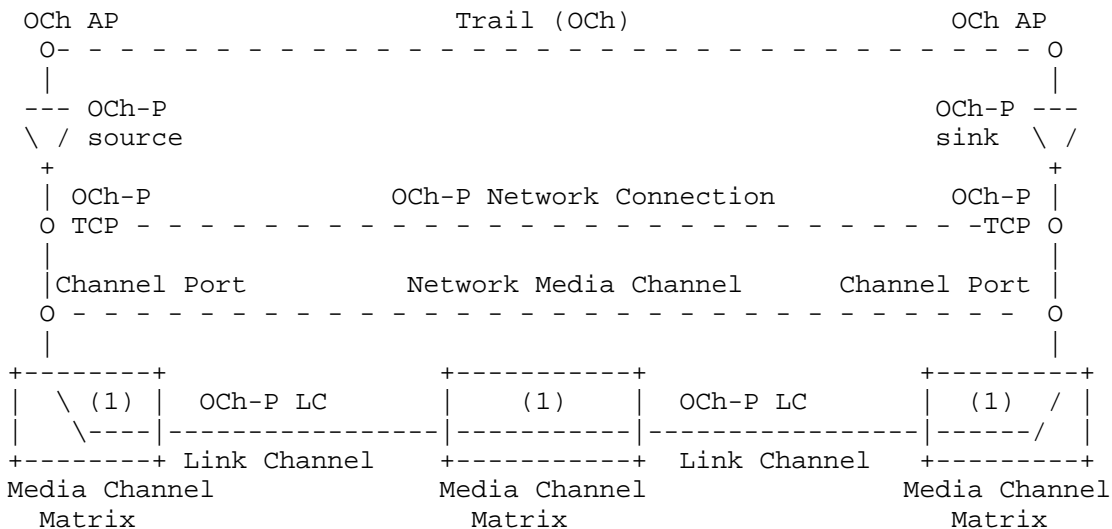 OCh AP Trail (OCh) OCh AP
O- - - - - - - - - - - - - - - - - - - - - - - - - - - - - - - O
| |
--- OCh-P OCh-P ---
\ / source sink \ /
+ +
| OCh-P OCh-P Network Connection OCh-P |
O TCP - - - - - - - - - - - - - - - - - - - - - - - - - - -TCP O
| |
|Channel Port Network Media Channel Channel Port |
O - - - - - - - - - - - - - - - - - - - - - - - - - - - - - - O
| |
+--------+ +-----------+ +---------+
| \ (1) | OCh-P LC | (1) | OCh-P LC | (1) / |
| \----|-----------------|-----------|-----------------|------/ |
+--------+ Link Channel +-----------+ Link Channel +---------+
Media Channel Media Channel Media Channel
Matrix Matrix Matrix